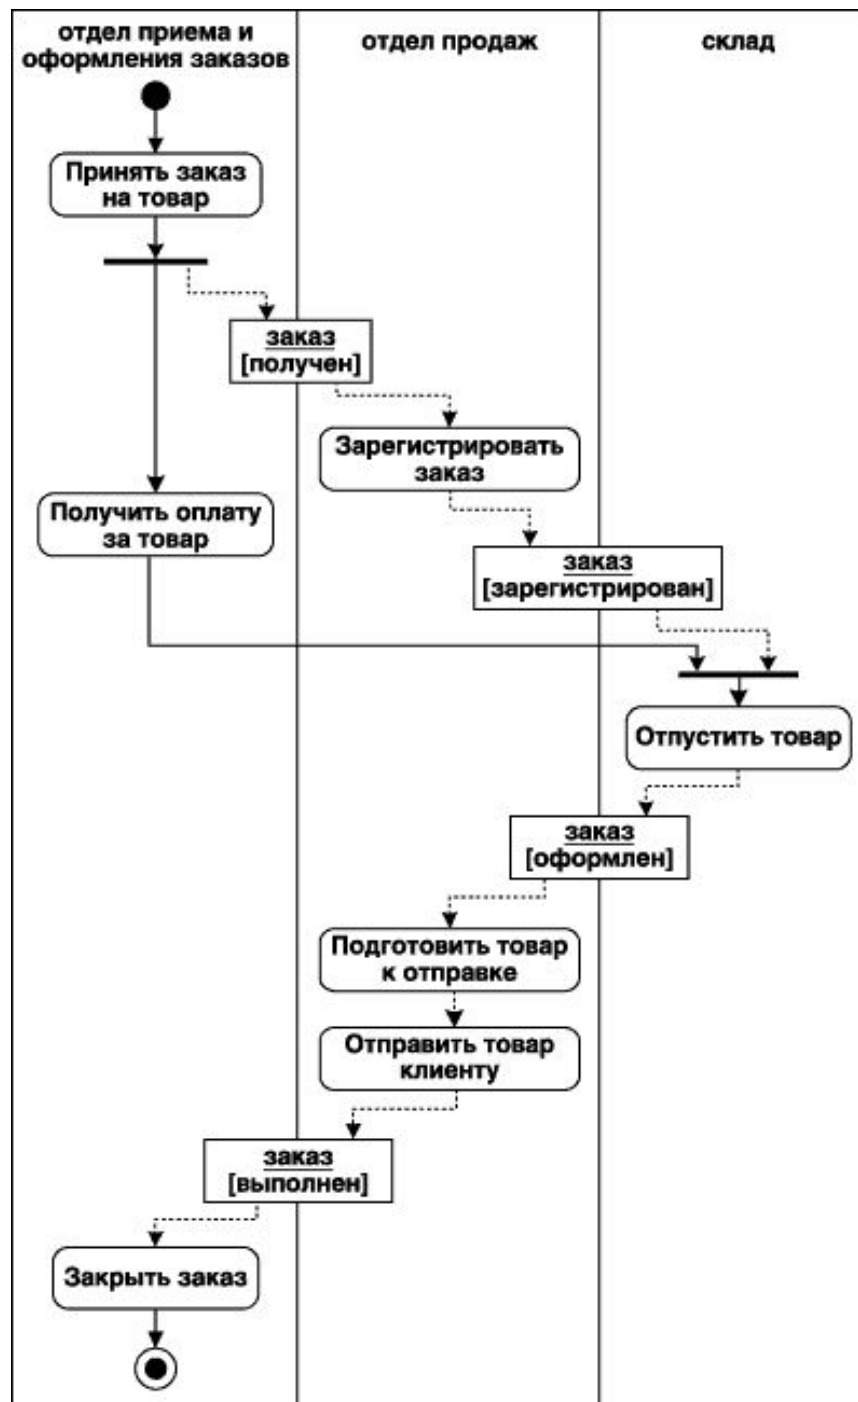 отдел приема и
оформления заказов
отдел продаж
склад
Принять заказ
на товар
заказ
[получен]
Зарегистрировать
заказ
Получить оплату
за товар
заказ
[зарегистрирован]
Отпустить товар
заказ
[оформлен]
Подготовить товар
к отправке
Отправить товар
клиенту
заказ
[выполнен]
Закрыть заказ